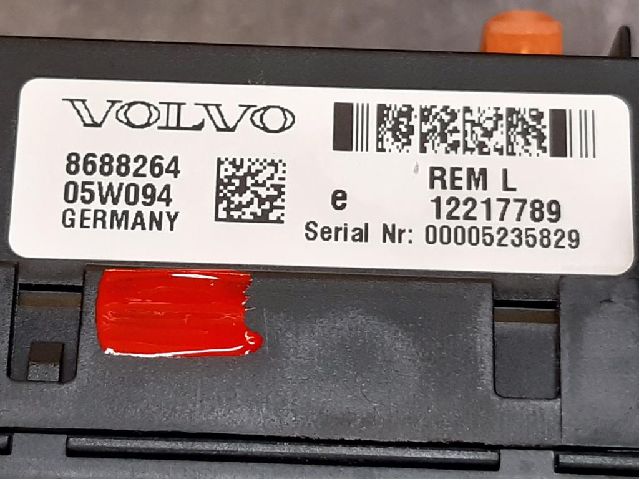 VOLVO
8688264
05W094
GERMANY
e
REM L
12217789
Serial Nr: 00005235829